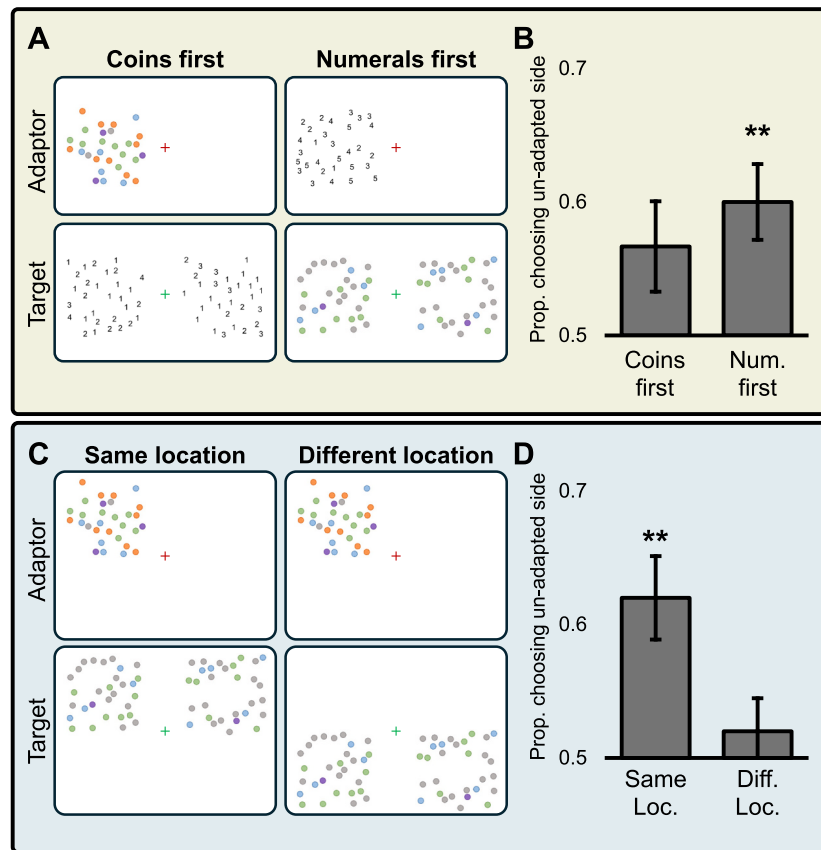 A
Coins first
Numerals first
Adaptor
Target
B
Prop. choosing un-adapted side
0.7
0.6
0.5
**
Coins first
Num. first
C
Same location
Different location
Adaptor
Target
D
Prop. choosing un-adapted side
0.7
0.6
0.5
**
Same Loc.
Diff. Loc.